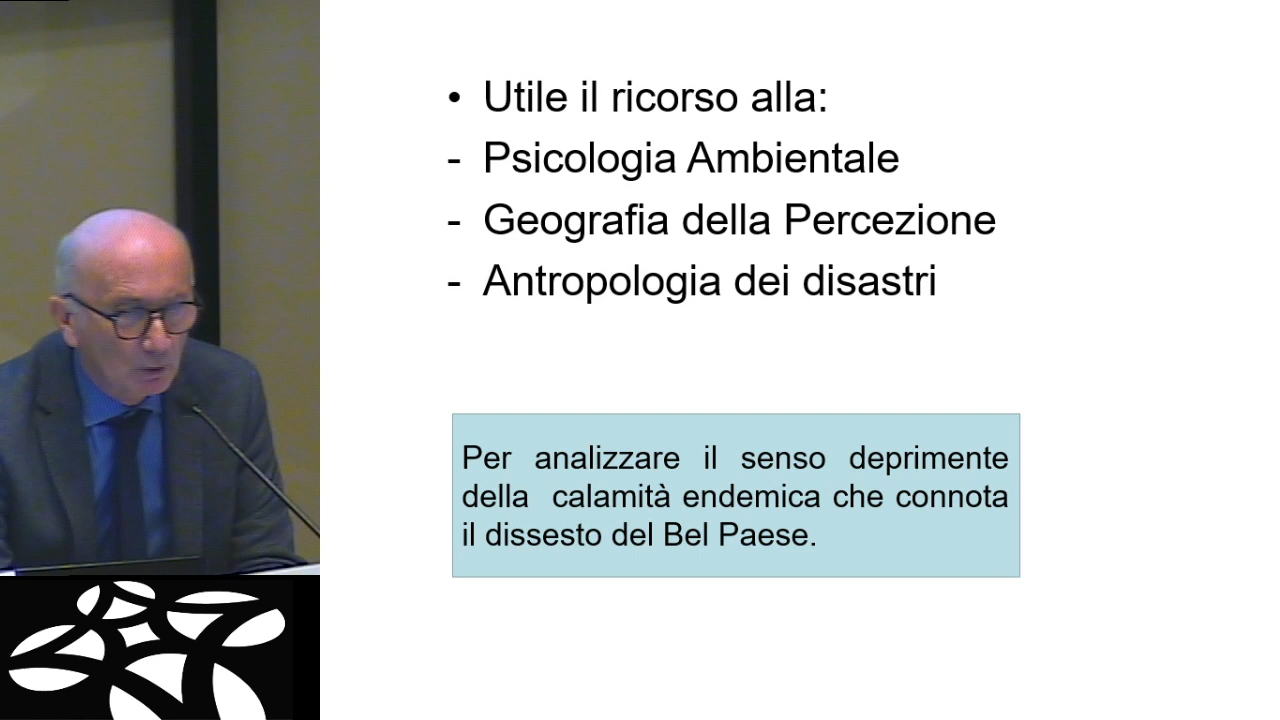 • Utile il ricorso alla:
- Psicologia Ambientale
- Geografia della Percezione
- Antropologia dei disastri
Per analizzare il senso deprimente
della calamità endemica che connota
il dissesto del Bel Paese.